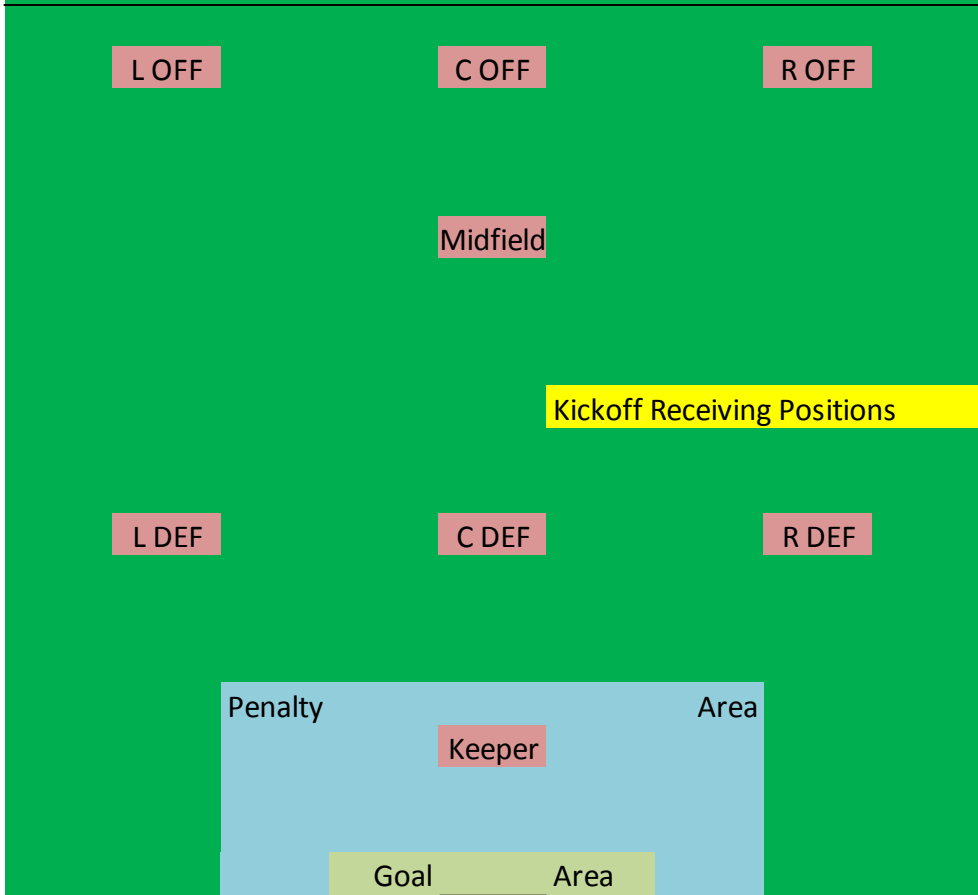 L OFF C OFF R OFF
Midfield
Kickoff Receiving Positions
L DEF C DEF R DEF
Penalty Area
Keeper
Goal Area